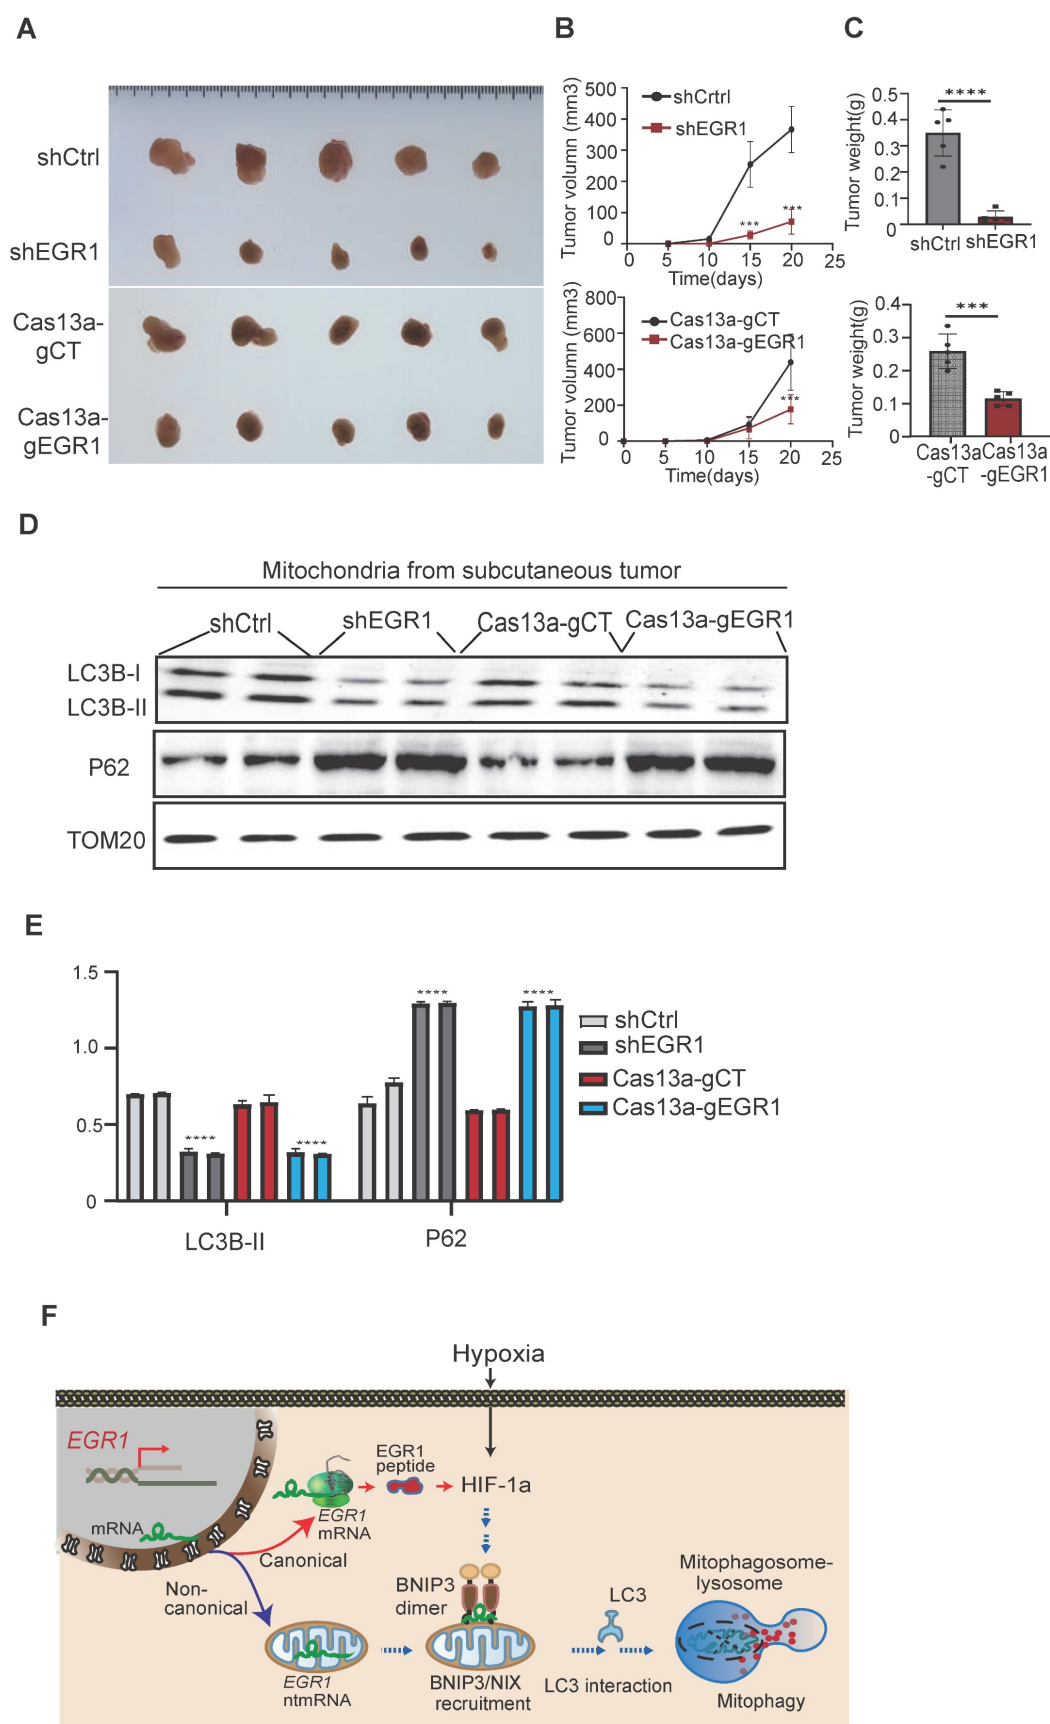 A
shCtrl
shEGR1
Cas13a-
gCT
Cas13a-
gEGR1
B
Tumor volumn (mm3)
500
400
300
200
100
0
shCrtrl
shEGR1
***
***
0 5 10 15 20 25
Time(days)
Tumor volumn (mm3)
800
600
400
200
0
Cas13a-gCT
Cas13a-gEGR1
***
0 5 10 15 20 25
Time(days)
C
Tumor weight(g)
0.5
0.4
0.3
0.2
0.1
0
****
shCtrl shEGR1
Tumor weight(g)
0.4
0.3
0.2
0.1
0
***
Cas13a Cas13a
-gCT -gEGR1
D
Mitochondria from subcutaneous tumor
shCtrl shEGR1 Cas13a-gCT Cas13a-gEGR1
LC3B-I
LC3B-II
P62
TOM20
E
1.5
1.0
0.5
0
****
****
****
****
LC3B-II P62
shCtrl
shEGR1
Cas13a-gCT
Cas13a-gEGR1
F
Hypoxia
EGR1
mRNA
EGR1
mRNA
EGR1
peptide
HIF-1a
Canonical
Non-
canonical
EGR1
ntmRNA
BNIP3
dimer
BNIP3/NIX
recruitment
LC3
LC3 interaction
Mitophagosome-
lysosome
Mitophagy